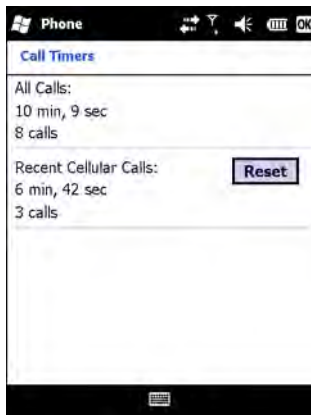 Phone
OK
Call Timers
All Calls:
10 min, 9 sec
8 calls
Recent Cellular Calls:
Reset
6 min, 42 sec
3 calls